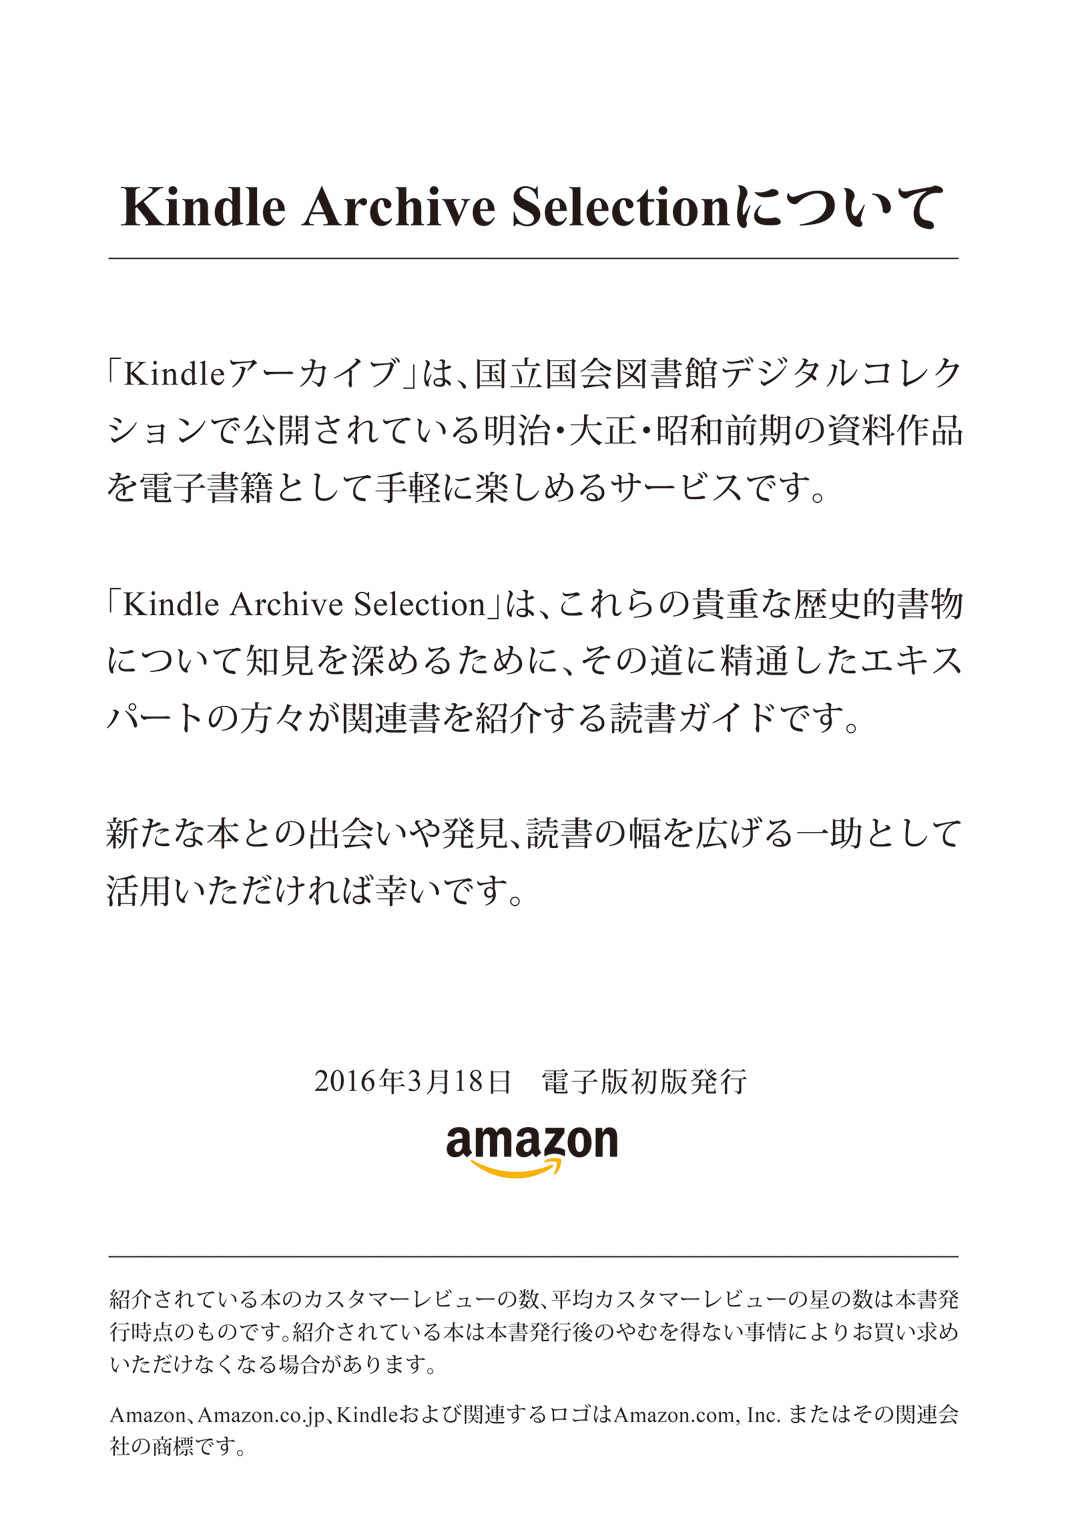 Kindle Archive Selectionについて
「Kindleアーカイブ」は、国立国会図書館デジタルコレク
ションで公開されている明治・大正・昭和前期の資料作品
を電子書籍として手軽に楽しめるサービスです。
「Kindle Archive Selection」は、これらの貴重な歴史的書物
について知見を深めるために、その道に精通したエキス
パートの方々が関連書を紹介する読書ガイドです。
新たな本との出会いや発見、読書の幅を広げる一助として
活用いただければ幸いです。
2016年3月18日　電子版初版発行
amazon
紹介されている本のカスタマーレビューの数、平均カスタマーレビューの星の数は本書発
行時点のものです。紹介されている本は本書発行後のやむを得ない事情によりお買い求め
いただけなくなる場合があります。
Amazon、Amazon.co.jp、Kindleおよび関連するロゴはAmazon.com, Inc. またはその関連会
社の商標です。